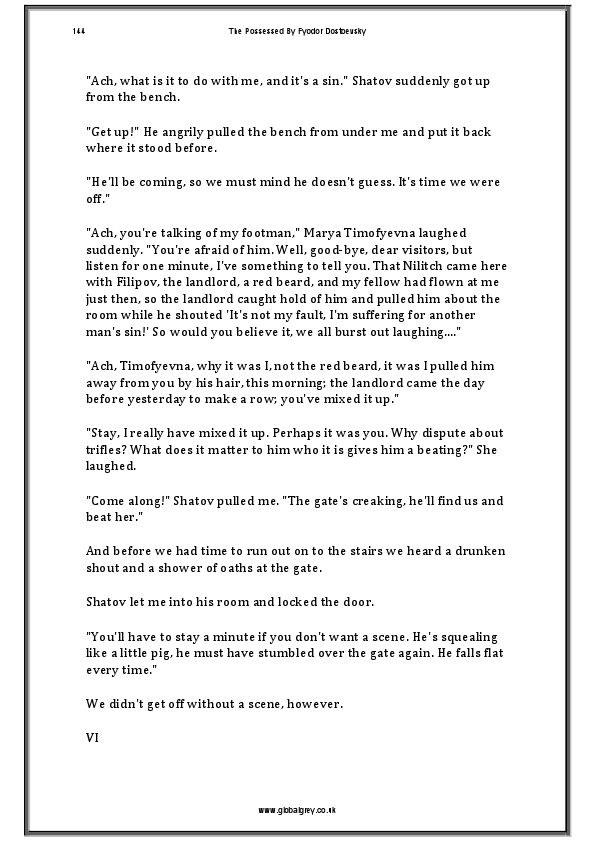 144 The Possessed By Fyodor Dostoevsky
"Ach, what is it to do with me, and it's a sin." Shatov suddenly got up
from the bench.
"Get up!" He angrily pulled the bench from under me and put it back
where it stood before.
"He'll be coming, so we must mind he doesn't guess. It's time we were
off."
"Ach, you're talking of my footman," Marya Timofyevna laughed
suddenly. "You're afraid of him. Well, good-bye, dear visitors, but
listen for one minute, I've something to tell you. That Nilitch came here
with Filipov, the landlord, a red beard, and my fellow had flown at me
just then, so the landlord caught hold of him and pulled him about the
room while he shouted 'It's not my fault, I'm suffering for another
man's sin!' So would you believe it, we all burst out laughing...."
"Ach, Timofyevna, why it was I, not the red beard, it was I pulled him
away from you by his hair, this morning; the landlord came the day
before yesterday to make a row; you've mixed it up."
"Stay, I really have mixed it up. Perhaps it was you. Why dispute about
trifles? What does it matter to him who it is gives him a beating?" She
laughed.
"Come along!" Shatov pulled me. "The gate's creaking, he'll find us and
beat her."
And before we had time to run out on to the stairs we heard a drunken
shout and a shower of oaths at the gate.
Shatov let me into his room and locked the door.
"You'll have to stay a minute if you don't want a scene. He's squealing
like a little pig, he must have stumbled over the gate again. He falls flat
every time."
We didn't get off without a scene, however.
VI
www.globalgrey.co.uk